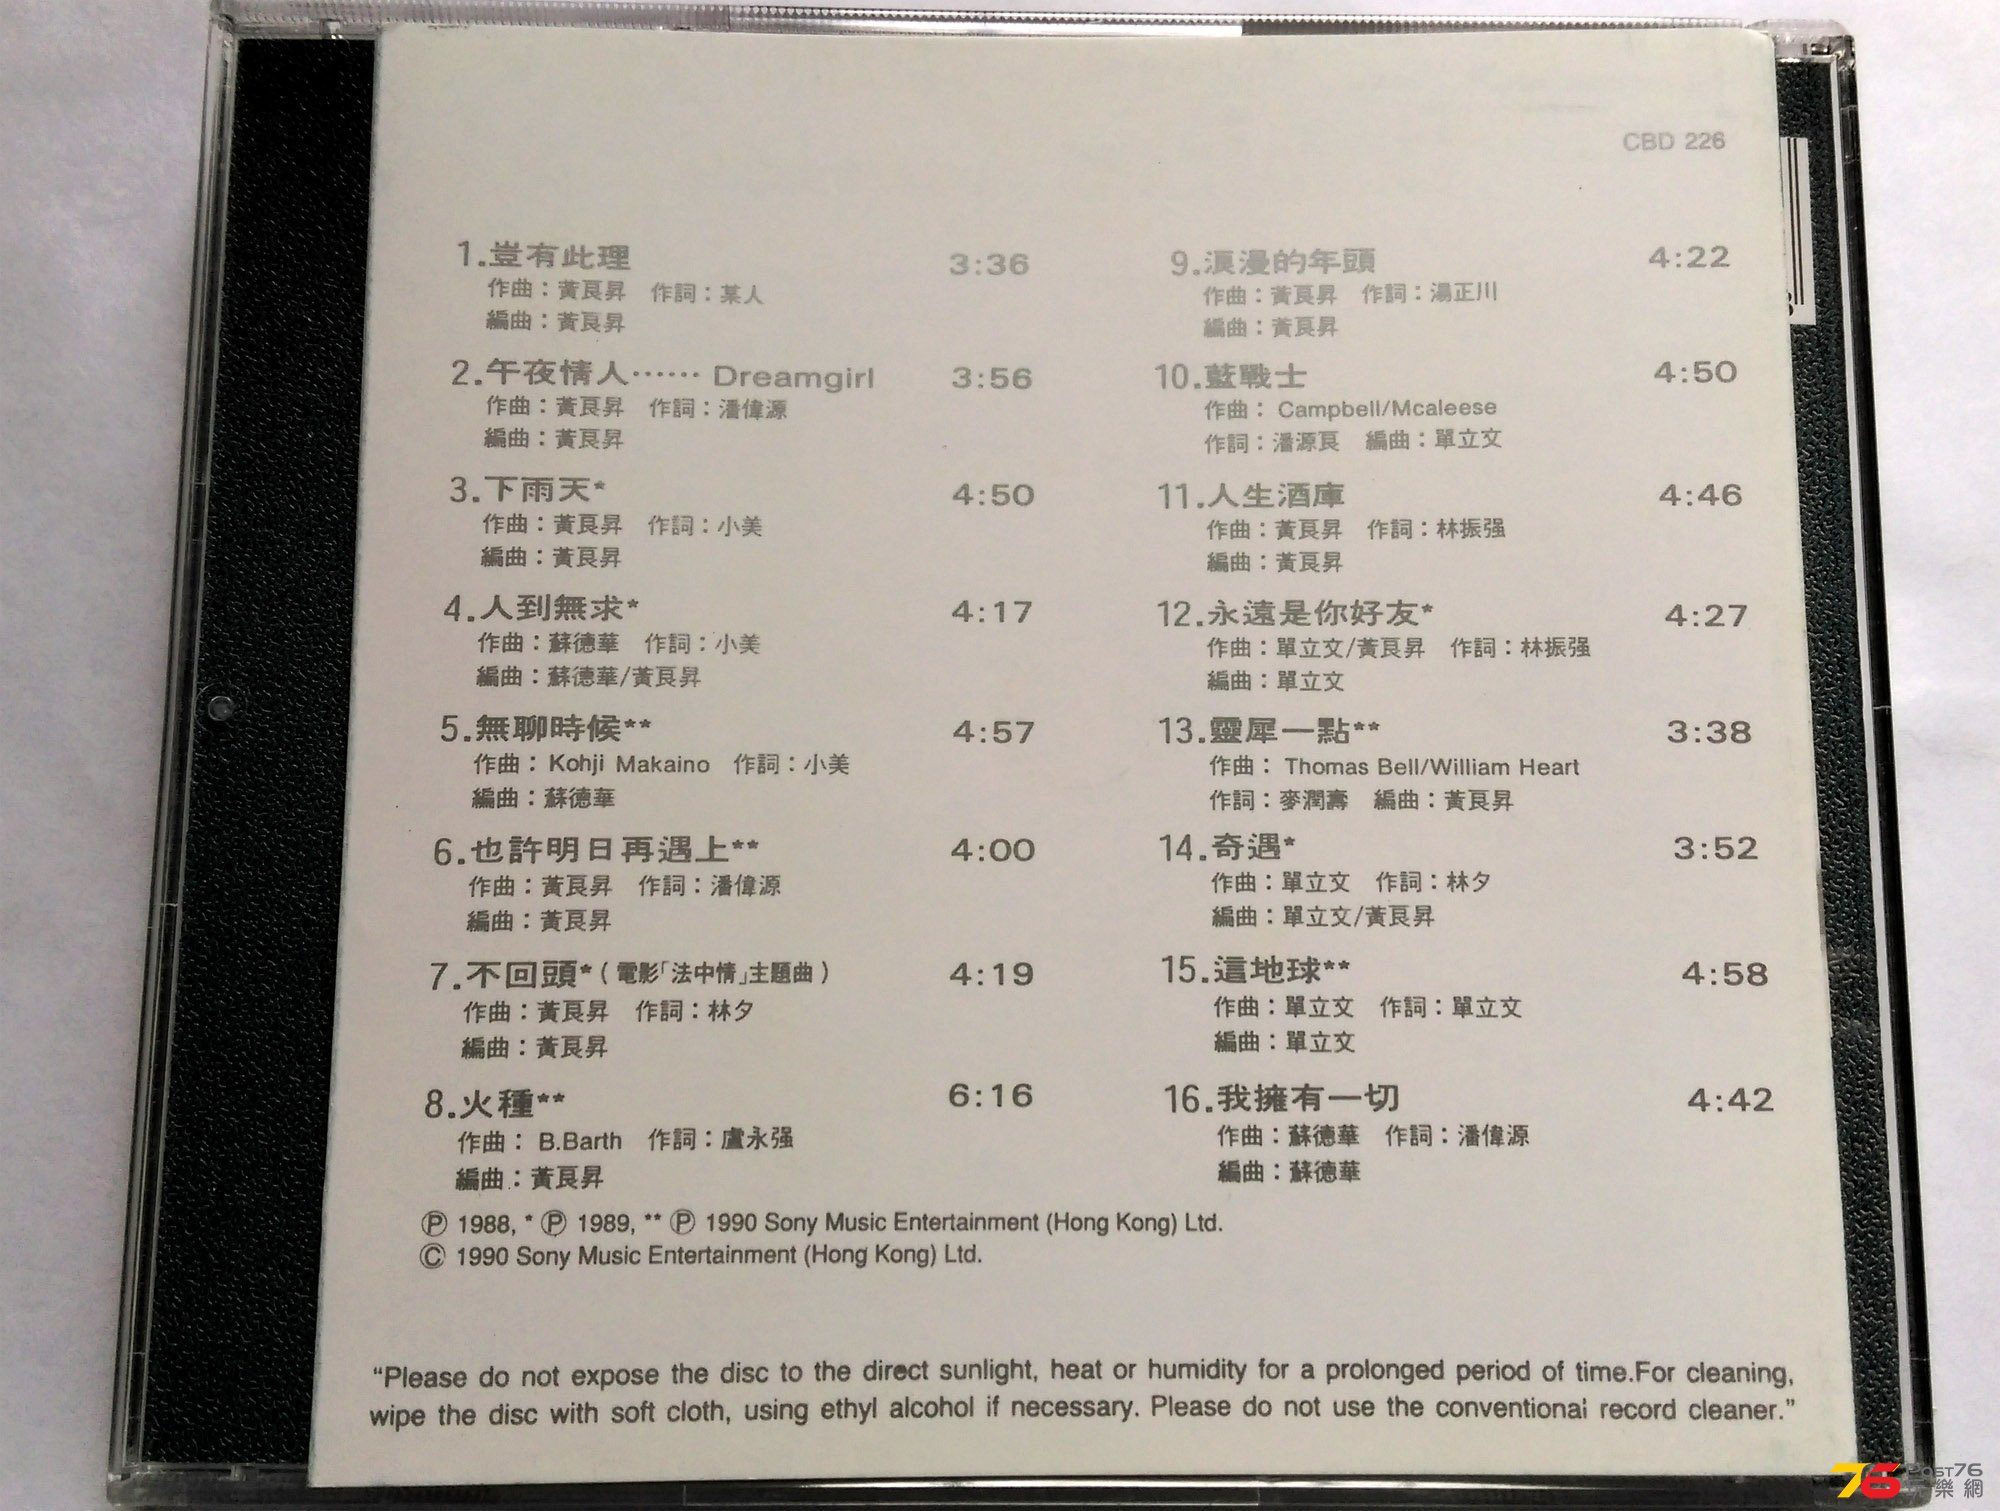 CBD 226
1.豈有此理 3:36
作曲：黃良昇 作詞：某人
編曲：黃良昇
2.午夜情人⋯⋯ Dreamgirl 3:56
作曲：黃良昇 作詞：潘偉源
編曲：黃良昇
3.下雨天* 4:50
作曲：黃良昇 作詞：小美
編曲：黃良昇
4.人到無求* 4:17
作曲：蘇德華 作詞：小美
編曲：蘇德華/黃良昇
5.無聊時候** 4:57
作曲：Kohji Makaino 作詞：小美
編曲：蘇德華
6.也許明日再遇上** 4:00
作曲：黃良昇 作詞：潘偉源
編曲：黃良昇
7.不回頭*（電影「法中情」主題曲） 4:19
作曲：黃良昇 作詞：林夕
編曲：黃良昇
8.火種** 6:16
作曲：B.Barth 作詞：盧永强
編曲：黃良昇
9.浪漫的年頭 4:22
作曲：黃良昇 作詞：湯正川
編曲：黃良昇
10.藍戰士 4:50
作曲：Campbell/Mcaleese
作詞：潘源良 編曲：單立文
11.人生酒庫 4:46
作曲：黃良昇 作詞：林振强
編曲：黃良昇
12.永遠是你好友* 4:27
作曲：單立文/黃良昇 作詞：林振强
編曲：單立文
13.靈犀一點** 3:38
作曲：Thomas Bell/William Heart
作詞：麥潤壽 編曲：黃良昇
14.奇遇* 3:52
作曲：單立文 作詞：林夕
編曲：單立文/黃良昇
15.這地球** 4:58
作曲：單立文 作詞：單立文
編曲：單立文
16.我擁有一切 4:42
作曲：蘇德華 作詞：潘偉源
編曲：蘇德華
Ⓟ 1988, * Ⓟ 1989, ** Ⓟ 1990 Sony Music Entertainment (Hong Kong) Ltd.
© 1990 Sony Music Entertainment (Hong Kong) Ltd.
“Please do not expose the disc to the direct sunlight, heat or humidity for a prolonged period of time.For cleaning,
wipe the disc with soft cloth, using ethyl alcohol if necessary. Please do not use the conventional record cleaner.”
76 POST76
樂網